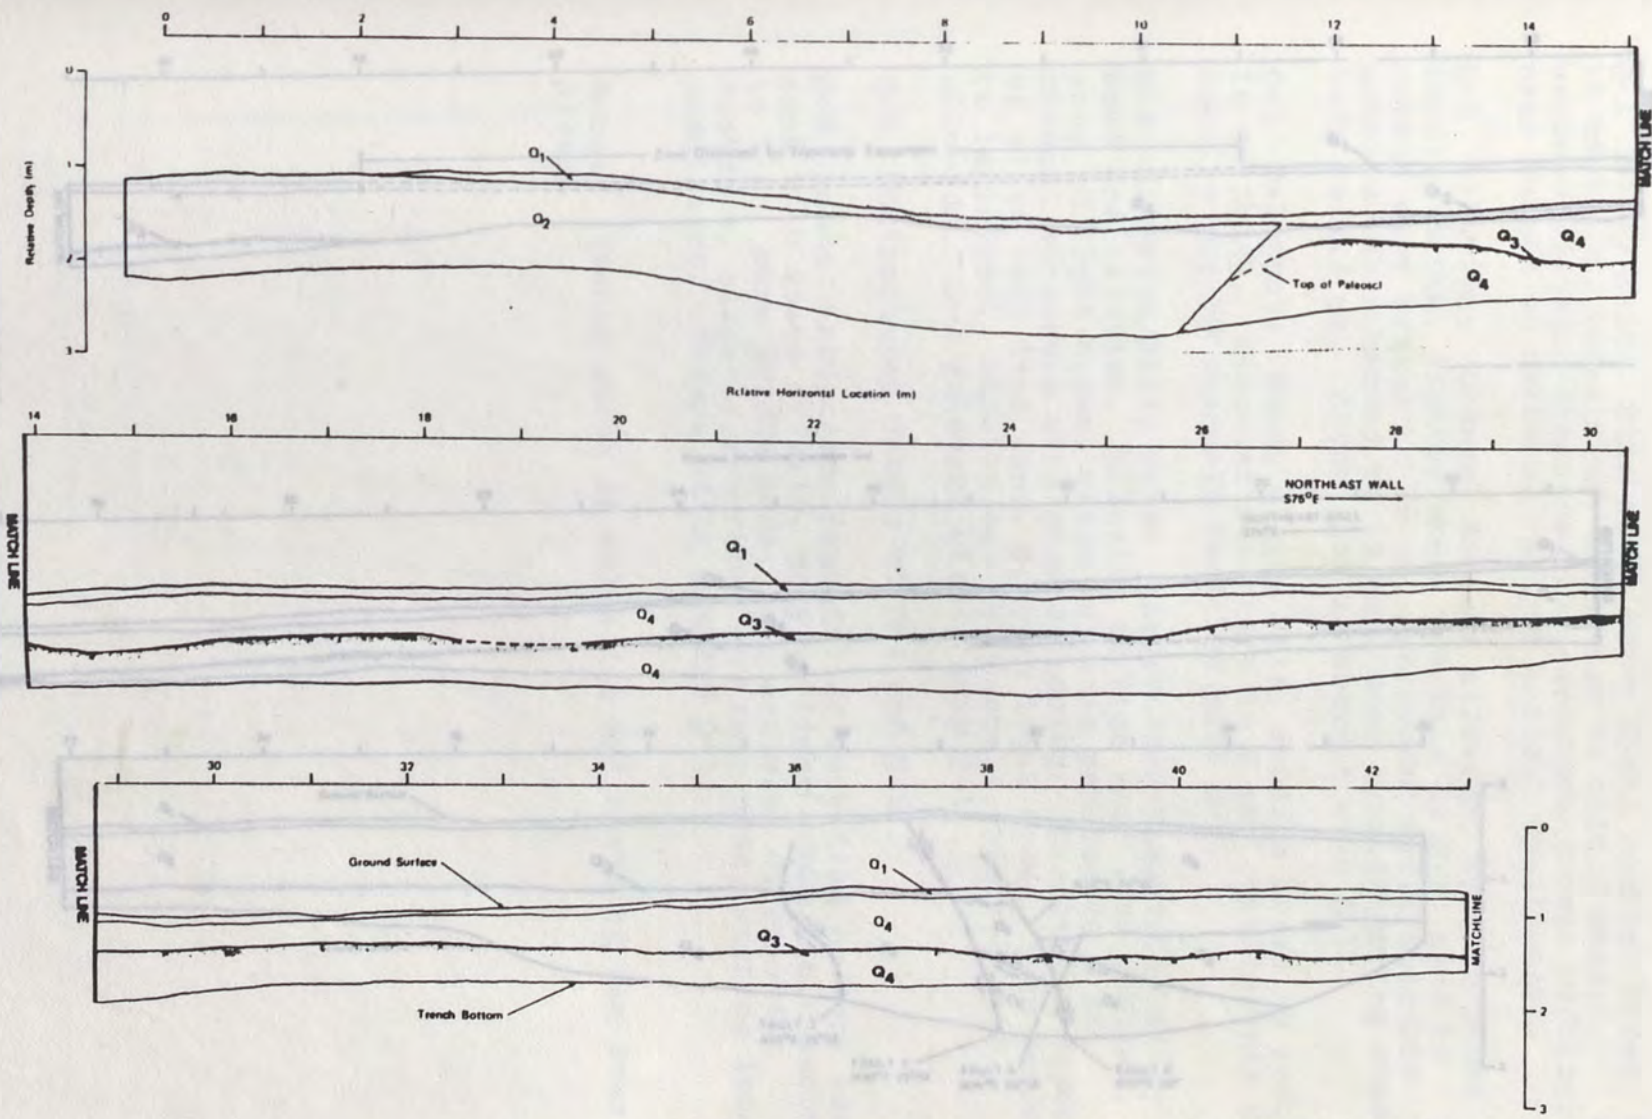 0 2 4 6 8 10 12 14
0
1
2
3
Relative Depth (m)
MATCH LINE
Q1
Q2
Q3
Q4
Q4
Top of Paleoscl
Relative Horizontal Location (m)
14 16 18 20 22 24 26 28 30
MATCH LINE
NORTHEAST WALL
S75°E
MATCH LINE
Q1
Q4
Q3
Q4
30 32 34 36 38 40 42
MATCH LINE
Ground Surface
Q1
Q4
Q3
Q4
Trench Bottom
MATCHLINE
0
1
2
3